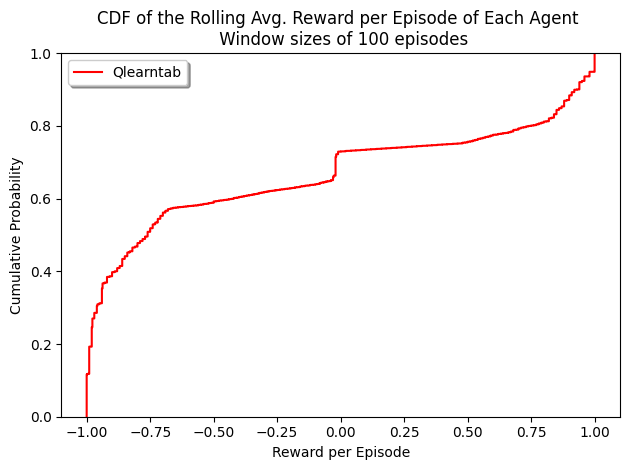 CDF of the Rolling Avg. Reward per Episode of Each Agent
Window sizes of 100 episodes
Qlearntab
1.0
0.8
0.6
0.4
0.2
0.0
Cumulative Probability
−1.00 −0.75 −0.50 −0.25 0.00 0.25 0.50 0.75 1.00
Reward per Episode